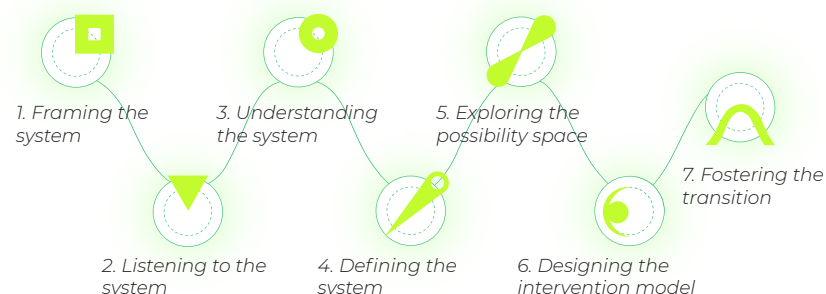 1. Framing the
system
3. Understanding
the system
5. Exploring the
possibility space
7. Fostering the
transition
2. Listening to the
system
4. Defining the
system
6. Designing the
intervention model